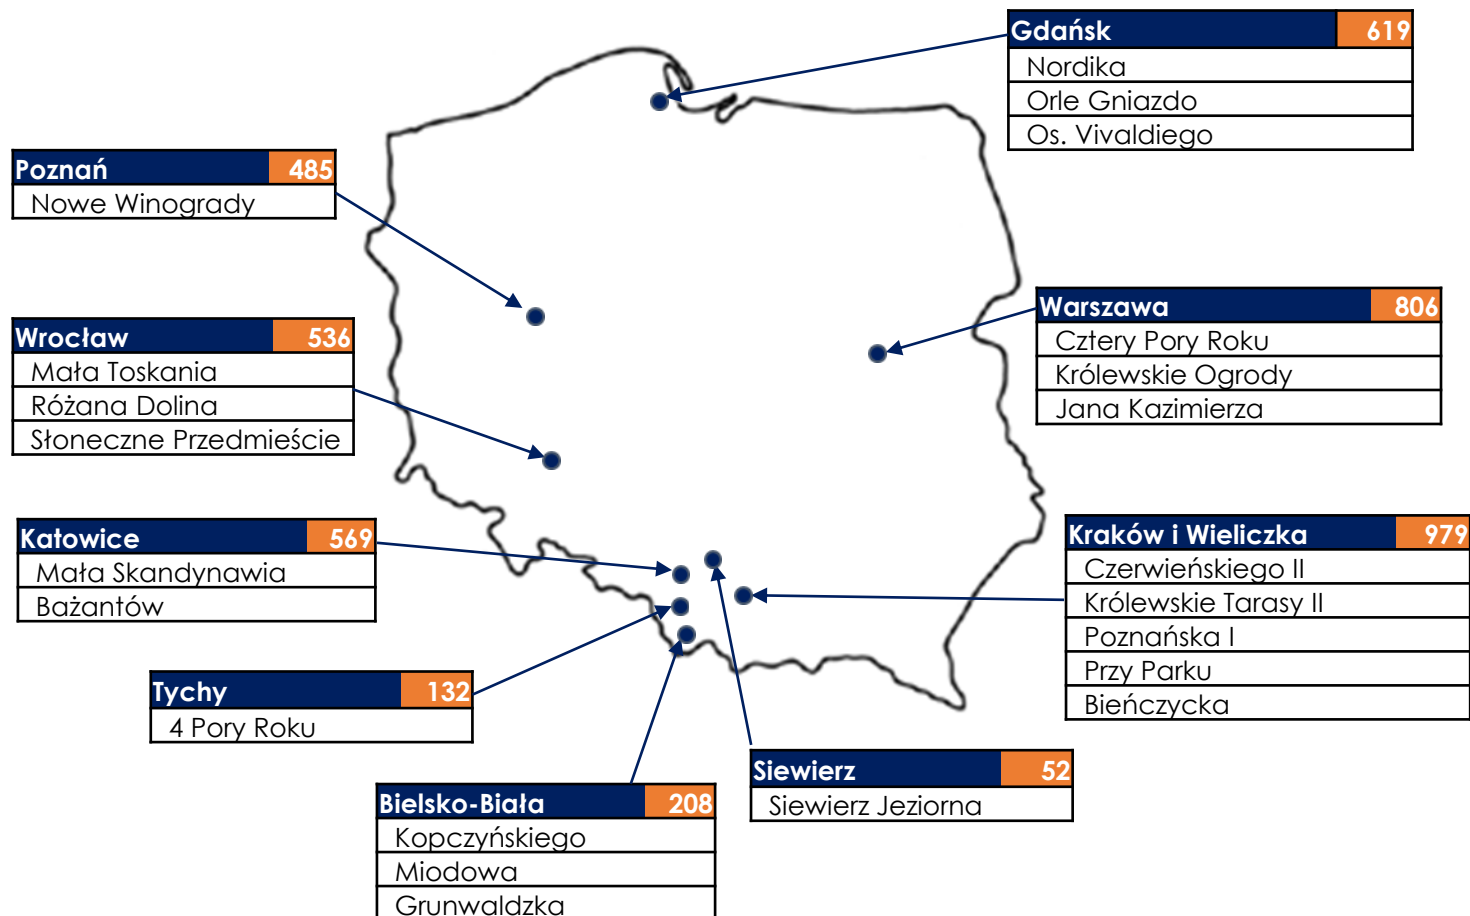 Gdańsk 619
Nordika
Orle Gniazdo
Os. Vivaldiego
Poznań 485
Nowe Winogrady
Warszawa 806
Cztery Pory Roku
Królewskie Ogrody
Jana Kazimierza
Wrocław 536
Mała Toskania
Różana Dolina
Słoneczne Przedmieście
Katowice 569
Mała Skandynawia
Bażantów
Kraków i Wieliczka 979
Czerwieńskiego II
Królewskie Tarasy II
Poznańska I
Przy Parku
Bieńczycka
Tychy 132
4 Pory Roku
Siewierz 52
Siewierz Jeziorna
Bielsko-Biała 208
Kopczyńskiego
Miodowa
Grunwaldzka